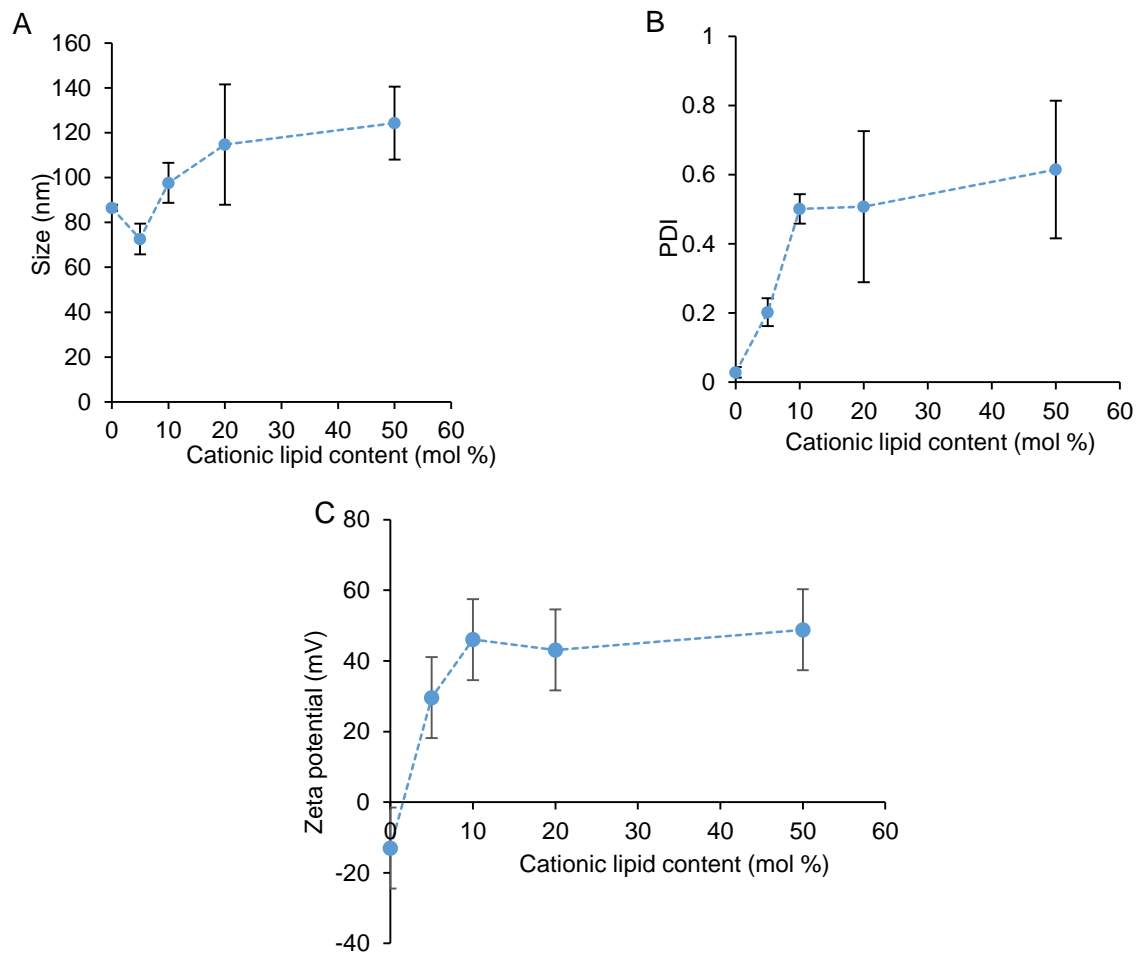 A
160
140
120
100
80
60
40
20
0
Size (nm)
0 10 20 30 40 50 60
Cationic lipid content (mol %)
B
1
0.8
0.6
0.4
0.2
0
PDI
0 10 20 30 40 50 60
Cationic lipid content (mol %)
C
80
60
40
20
0
-20
-40
Zeta potential (mV)
0 10 20 30 40 50 60
Cationic lipid content (mol %)